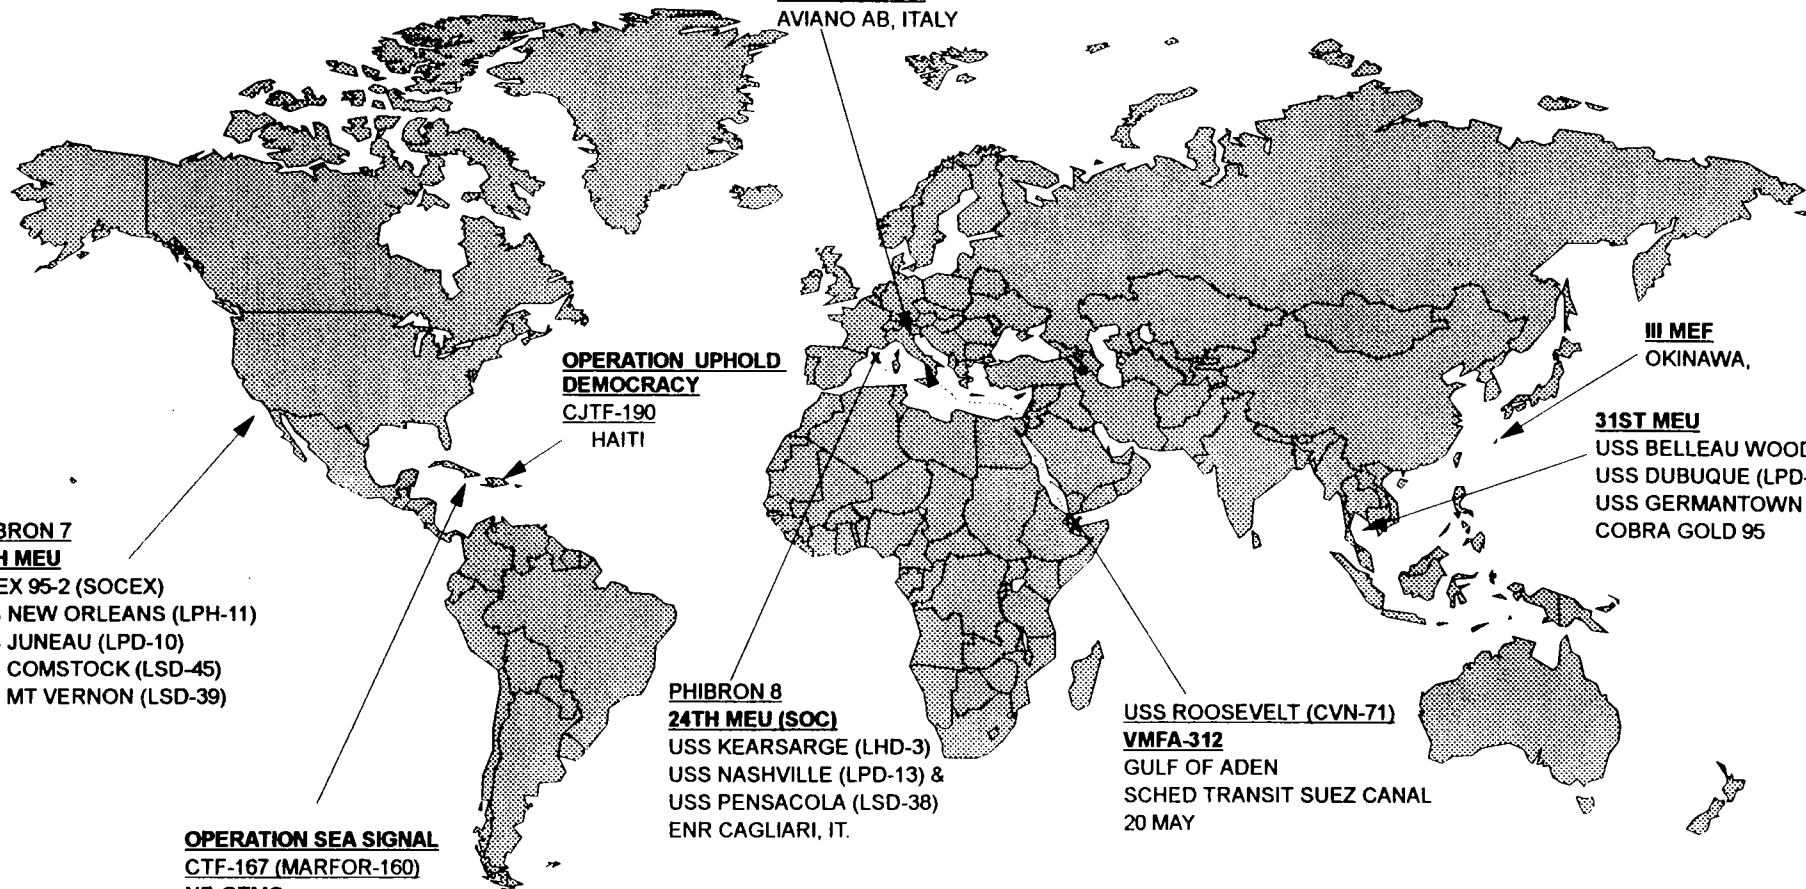 AVIANO AB, ITALY
OPERATION UPHOLD
DEMOCRACY
CJTF-190
HAITI
III MEF
OKINAWA,
31ST MEU
USS BELLEAU WOOD
USS DUBUQUE (LPD-
USS GERMANTOWN
COBRA GOLD 95
BRON 7
H MEU
EX 95-2 (SOCEX)
NEW ORLEANS (LPH-11)
JUNEAU (LPD-10)
COMSTOCK (LSD-45)
MT VERNON (LSD-39)
PHIBRON 8
24TH MEU (SOC)
USS KEARSARGE (LHD-3)
USS NASHVILLE (LPD-13) &
USS PENSACOLA (LSD-38)
ENR CAGLIARI, IT.
USS ROOSEVELT (CVN-71)
VMFA-312
GULF OF ADEN
SCHED TRANSIT SUEZ CANAL
20 MAY
OPERATION SEA SIGNAL
CTF-167 (MARFOR-160)